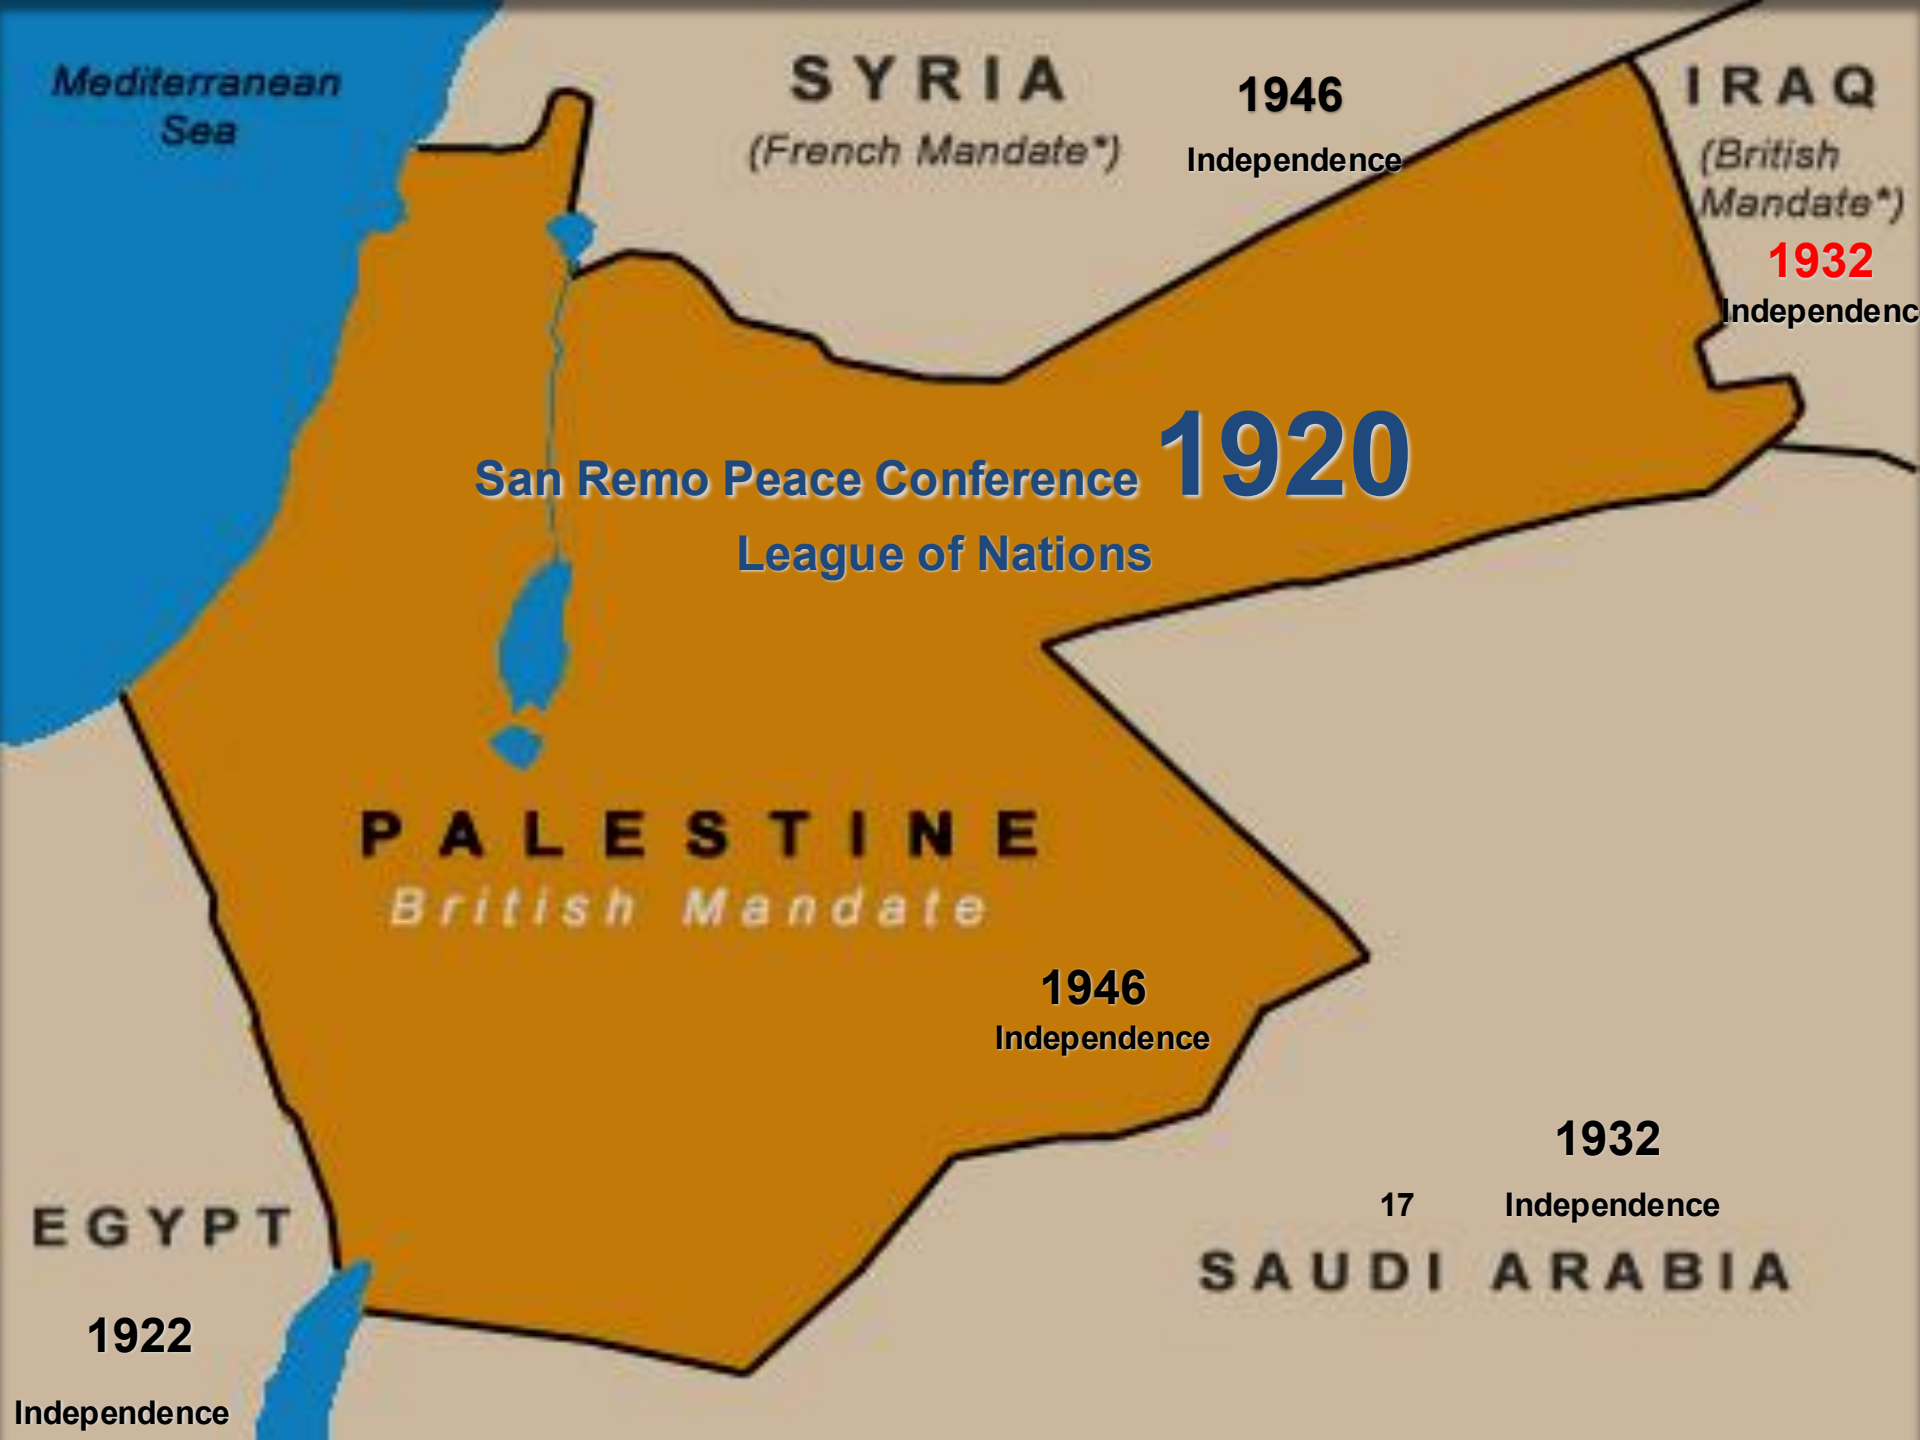 Mediterranean
Sea
SYRIA
(French Mandate*)
1946
Independence
IRAQ
(British
Mandate*)
1932
Independenc
San Remo Peace Conference 1920
League of Nations
PALESTINE
British Mandate
1946
Independence
1932
17 Independence
SAUDI ARABIA
EGYPT
1922
Independence